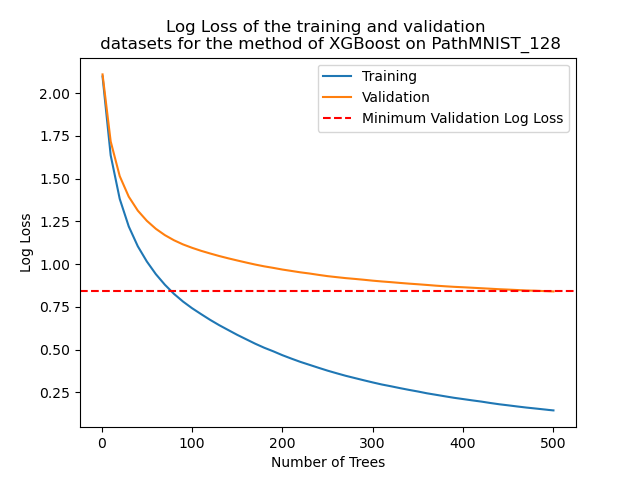 Log Loss of the training and validation
datasets for the method of XGBoost on PathMNIST_128
Training
Validation
Minimum Validation Log Loss
Log Loss
2.00
1.75
1.50
1.25
1.00
0.75
0.50
0.25
0 100 200 300 400 500
Number of Trees